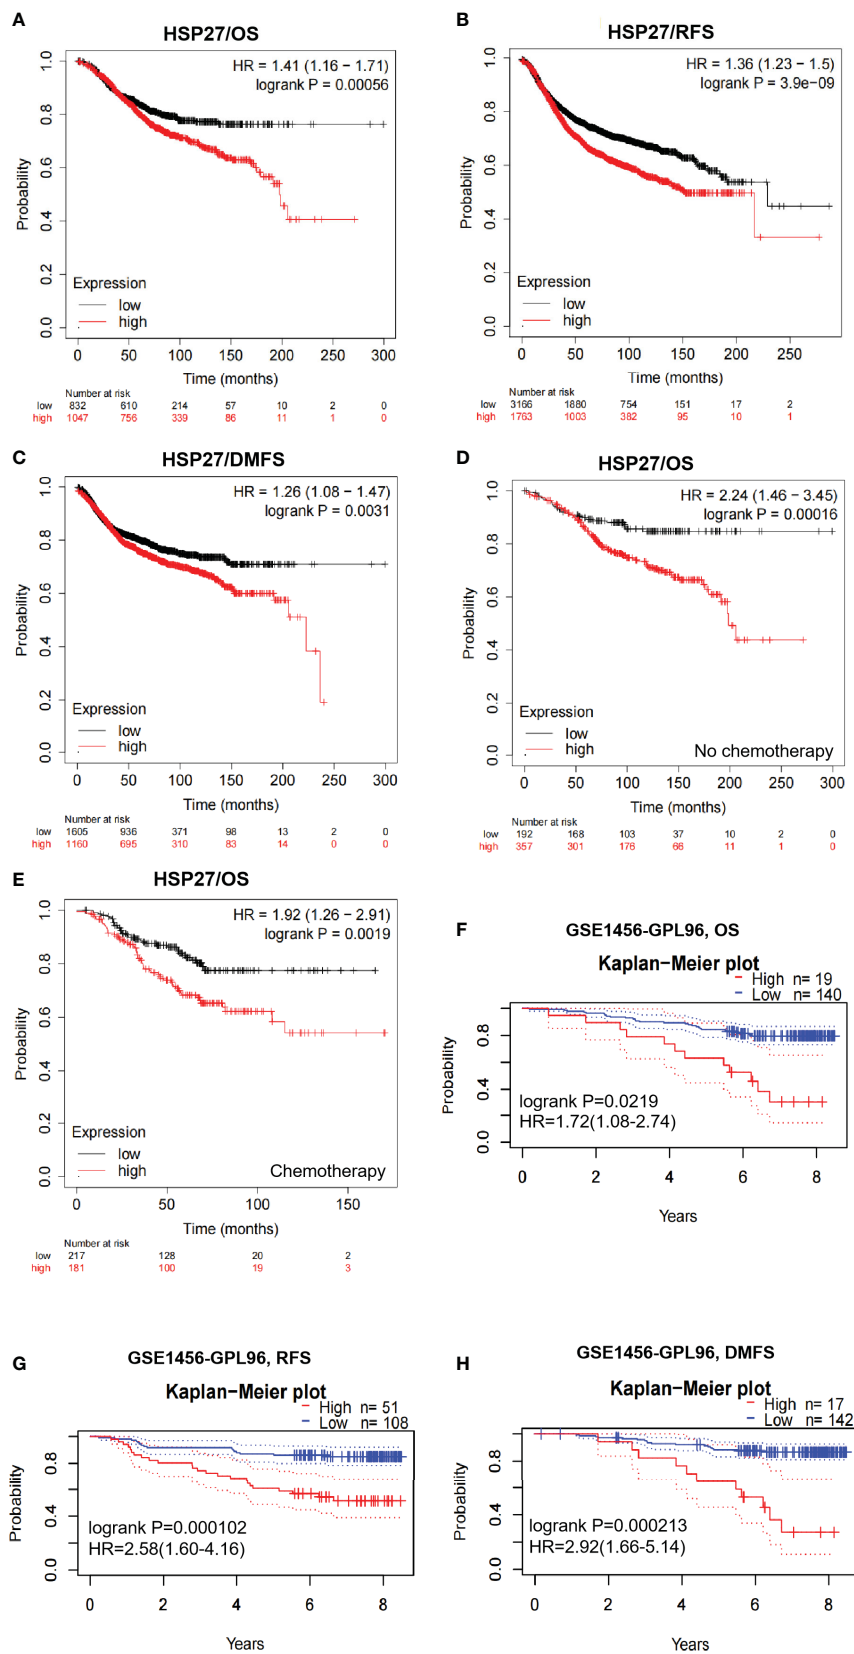 A
HSP27/OS
HR = 1.41 (1.16 − 1.71)
logrank P = 0.00056
Probability
1.0
0.8
0.6
0.4
0.2
0.0
Expression
low
high
0 50 100 150 200 250 300
Time (months)
Number at risk
low 832 610 214 57 10 2 0
high 1047 756 339 86 11 1 0
B
HSP27/RFS
HR = 1.36 (1.23 − 1.5)
logrank P = 3.9e−09
Probability
1.0
0.8
0.6
0.4
0.2
0.0
Expression
low
high
0 50 100 150 200 250
Time (months)
Number at risk
low 3166 1880 754 151 17 2
high 1763 1003 382 95 10 1
C
HSP27/DMFS
HR = 1.26 (1.08 − 1.47)
logrank P = 0.0031
Probability
1.0
0.8
0.6
0.4
0.2
0.0
Expression
low
high
0 50 100 150 200 250 300
Time (months)
Number at risk
low 1605 936 371 98 13 2 0
high 1160 695 310 83 14 0 0
D
HSP27/OS
HR = 2.24 (1.46 − 3.45)
logrank P = 0.00016
Probability
1.0
0.8
0.6
0.4
0.2
0.0
Expression
low
high
No chemotherapy
0 50 100 150 200 250 300
Time (months)
Number at risk
low 192 168 103 37 10 2 0
high 357 301 176 66 11 1 0
E
HSP27/OS
HR = 1.92 (1.26 − 2.91)
logrank P = 0.0019
Probability
1.0
0.8
0.6
0.4
0.2
0.0
Expression
low
high
Chemotherapy
0 50 100 150
Time (months)
Number at risk
low 217 128 20 2
high 181 100 19 3
F
GSE1456-GPL96, OS
Kaplan−Meier plot
High n= 19
Low n= 140
Probability
0.8
0.4
0.0
logrank P=0.0219
HR=1.72(1.08-2.74)
0 2 4 6 8
Years
G
GSE1456-GPL96, RFS
Kaplan−Meier plot
High n= 51
Low n= 108
Probability
0.8
0.4
0.0
logrank P=0.000102
HR=2.58(1.60-4.16)
0 2 4 6 8
Years
H
GSE1456-GPL96, DMFS
Kaplan−Meier plot
High n= 17
Low n= 142
Probability
0.8
0.4
0.0
logrank P=0.000213
HR=2.92(1.66-5.14)
0 2 4 6 8
Years